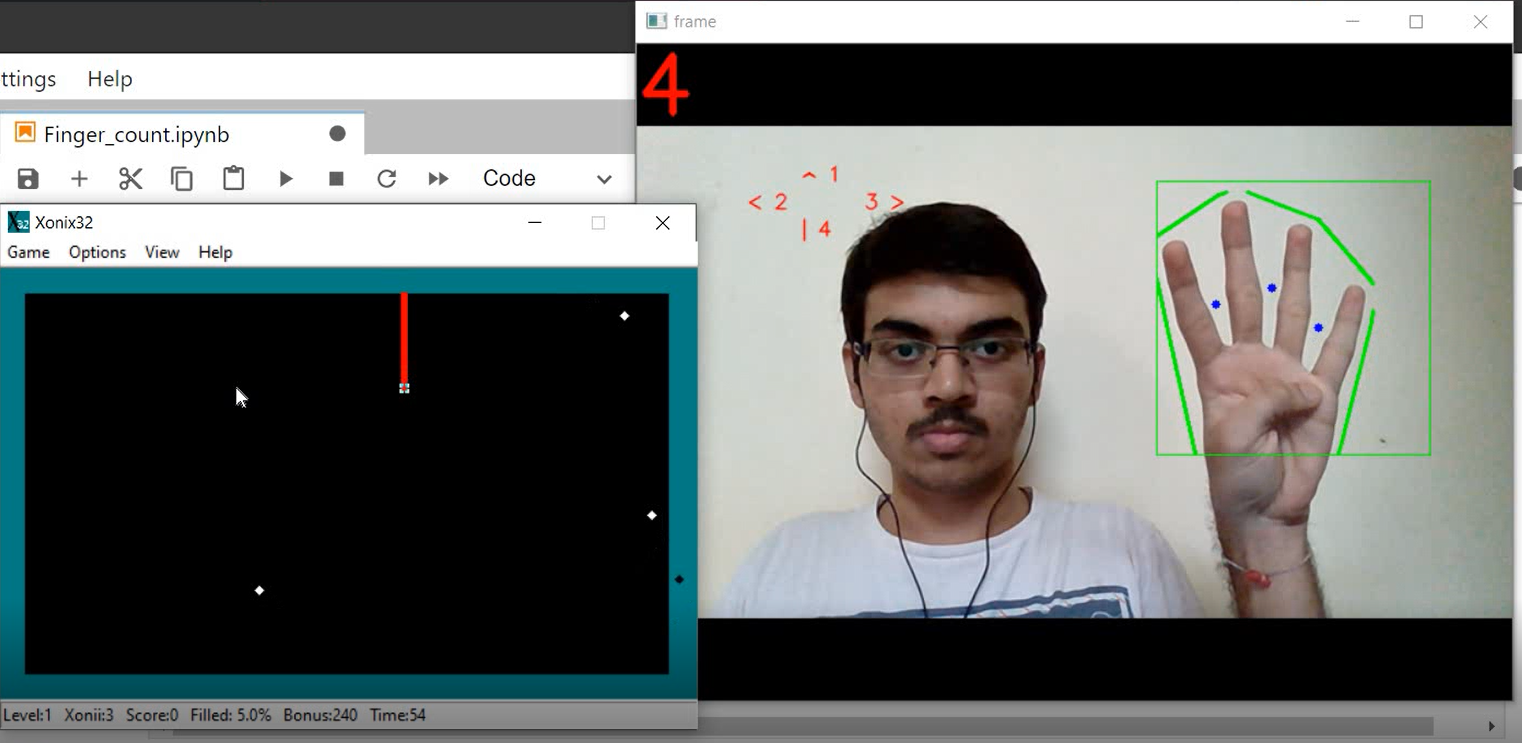 frame
4
ttings Help
Finger_count.ipynb
Code
^ 1
< 2 3 >
| 4
X32 Xonix32
Game Options View Help
Level:1 Xonii:3 Score:0 Filled: 5.0% Bonus:240 Time:54